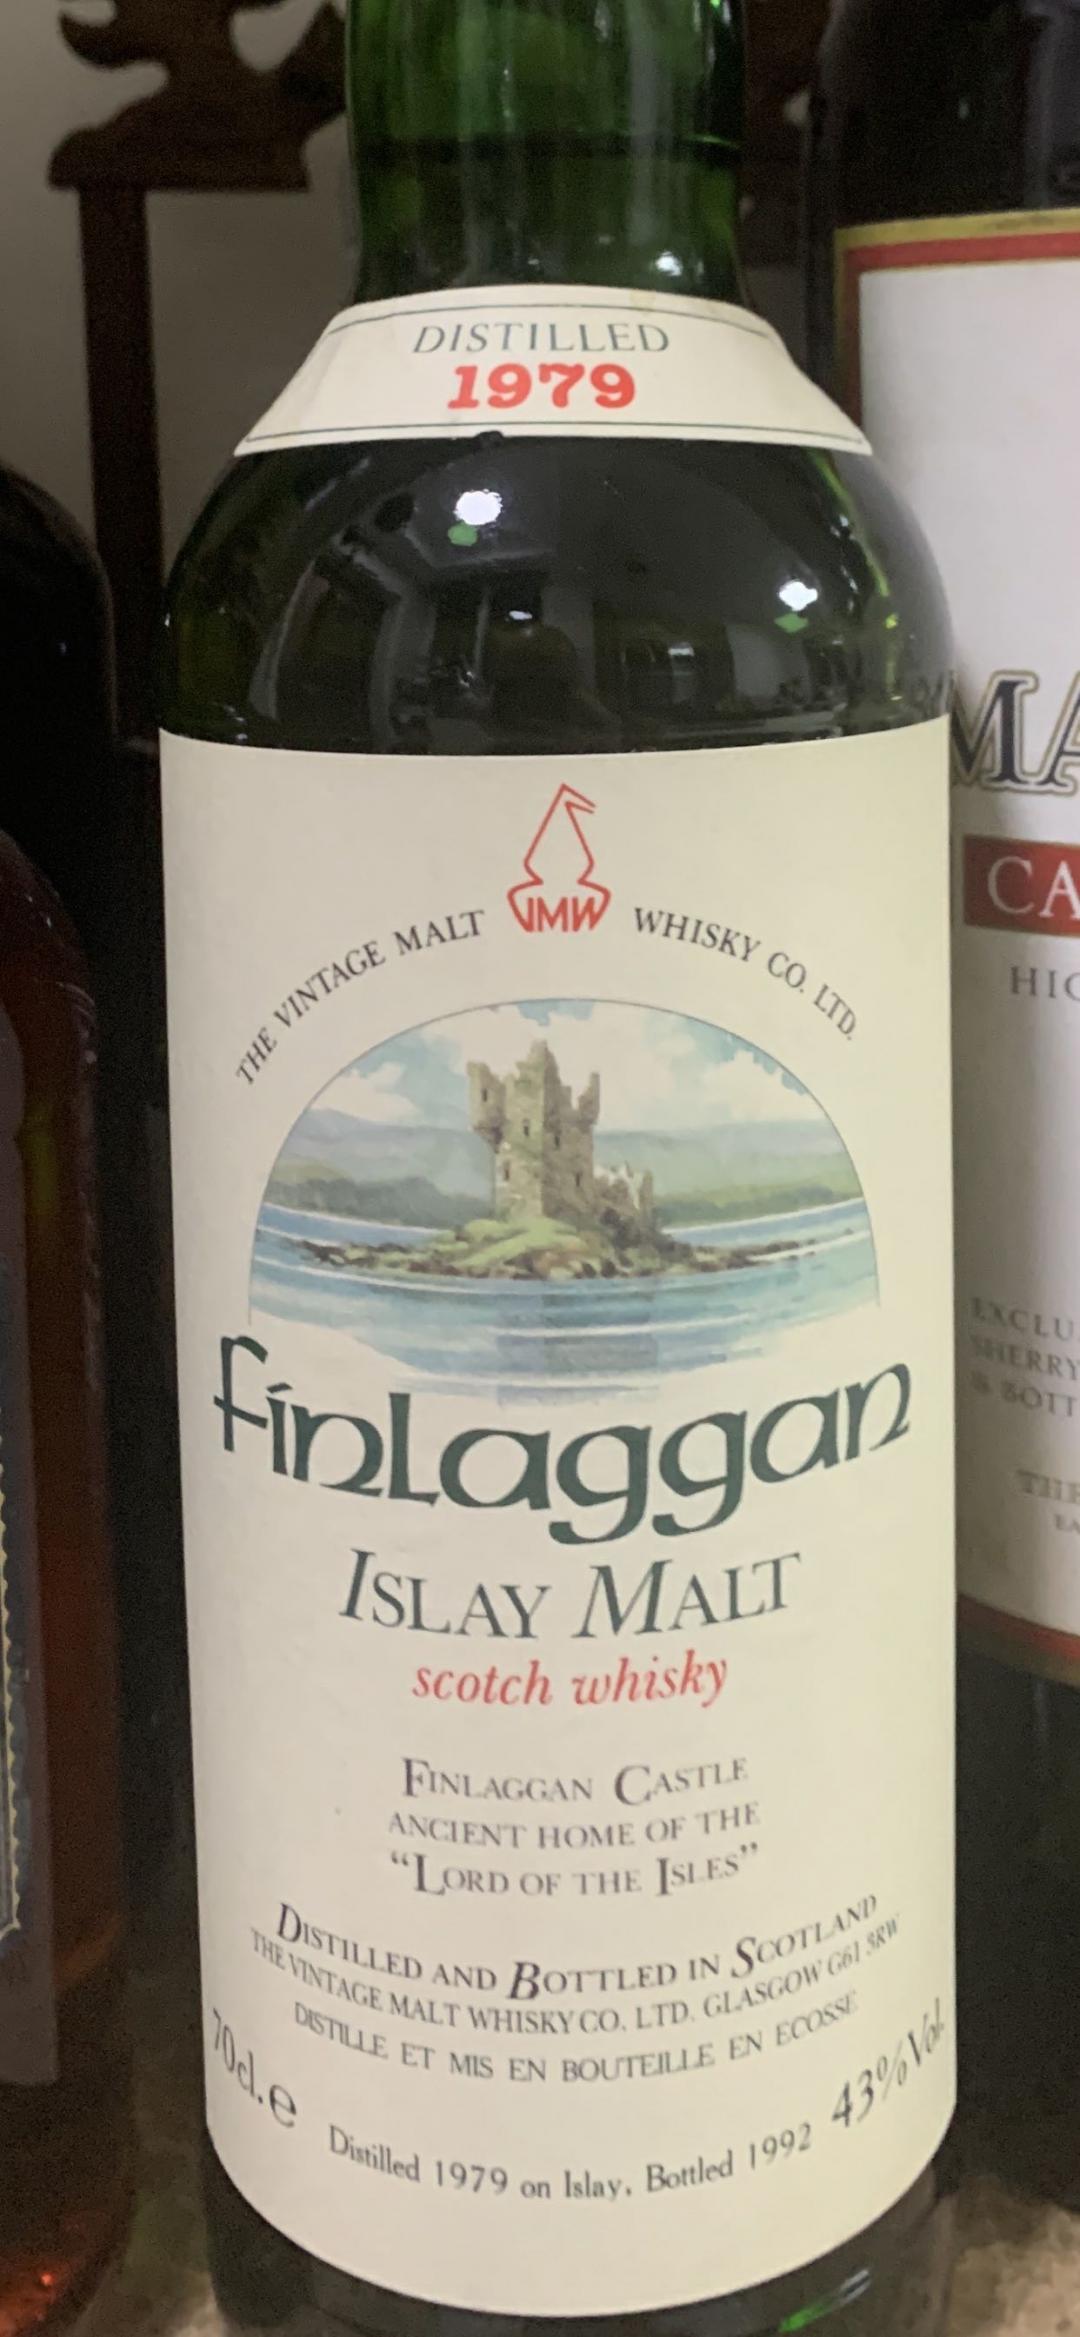 DISTILLED
1979
VMW
THE VINTAGE MALT WHISKY CO. LTD.
finlaggan
ISLAY MALT
scotch whisky
FINLAGGAN CASTLE
ANCIENT HOME OF THE
“LORD OF THE ISLES”
DISTILLED AND BOTTLED IN SCOTLAND
THE VINTAGE MALT WHISKY CO. LTD. GLASGOW G61 3RW
DISTILLE ET MIS EN BOUTEILLE EN ECOSSE
70cl.e 43%Vol.
Distilled 1979 on Islay, Bottled 1992
MA
CA
HIG
EXCLU
SHERRY
& BOTT
THE